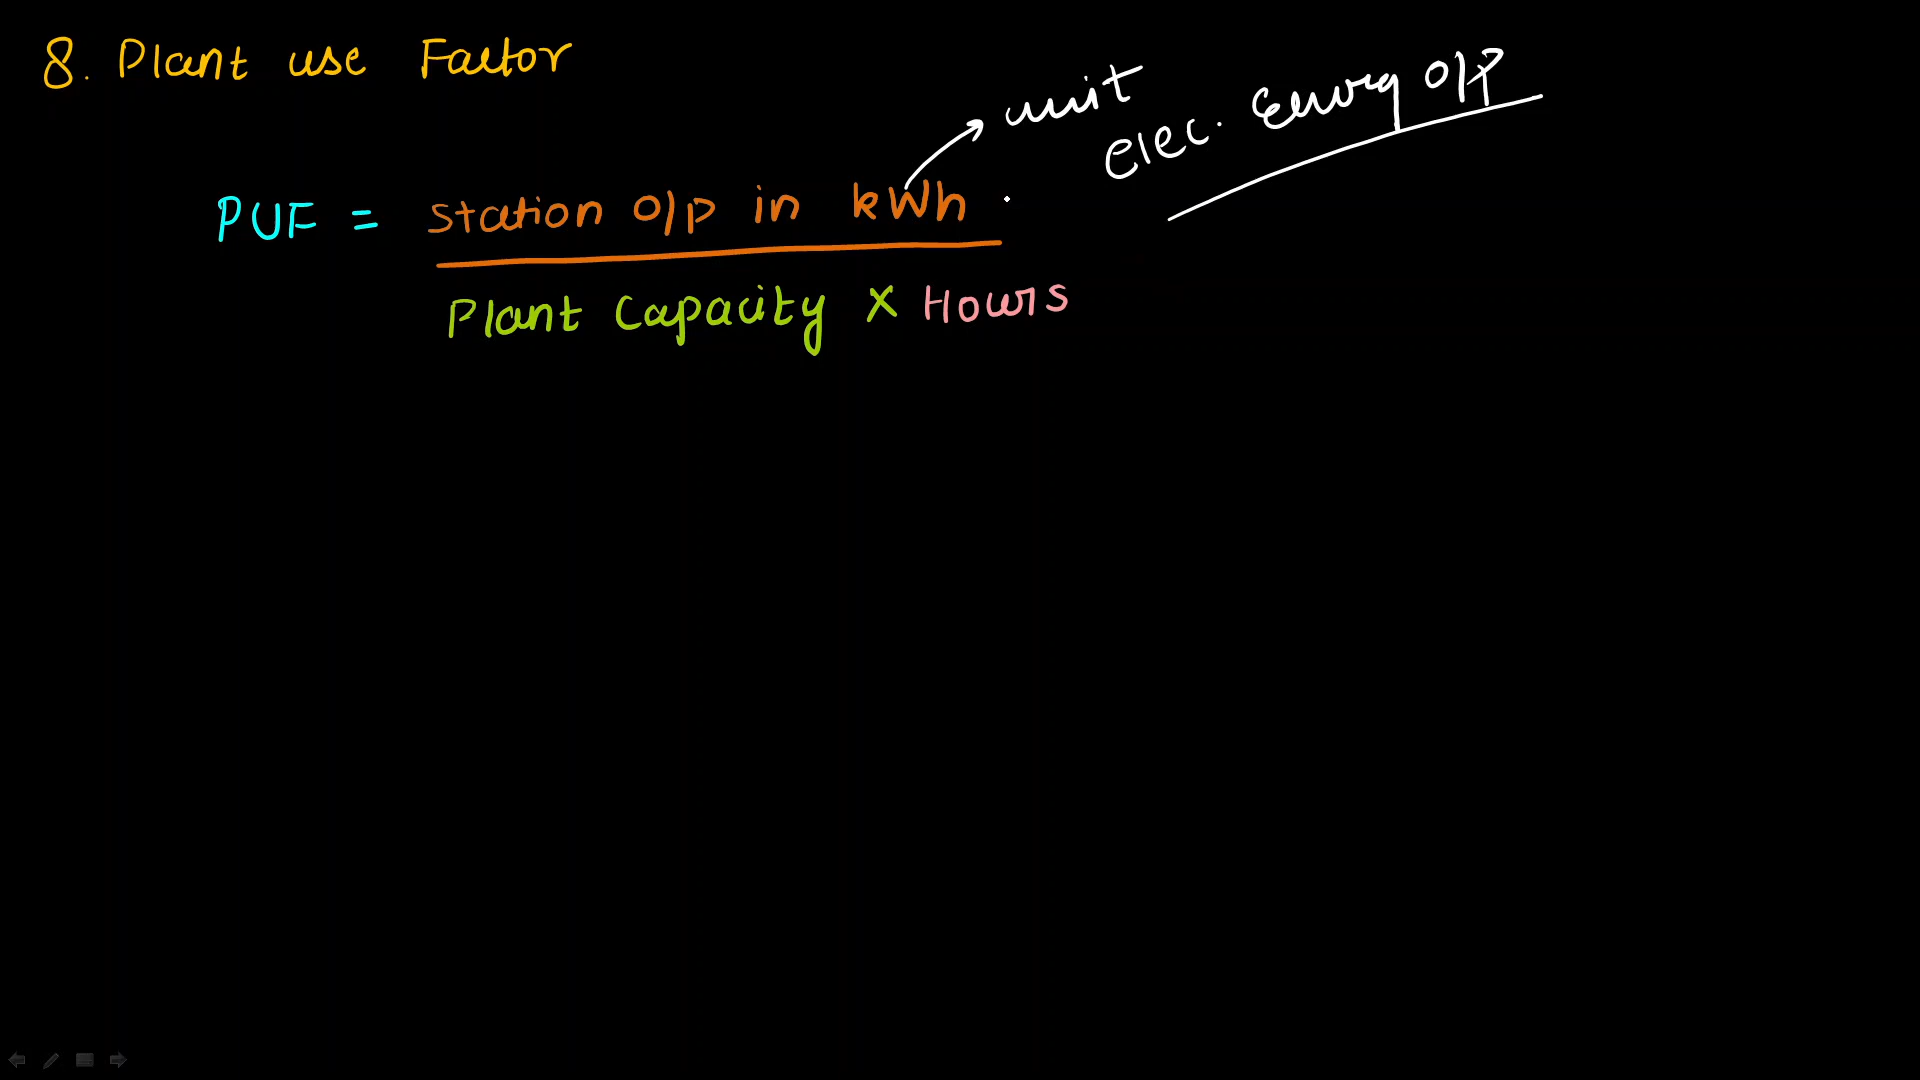 8. Plant use Factor
unit
elec. Energy O/P
PUF = Station O/p in kWh
Plant Capacity X Hours